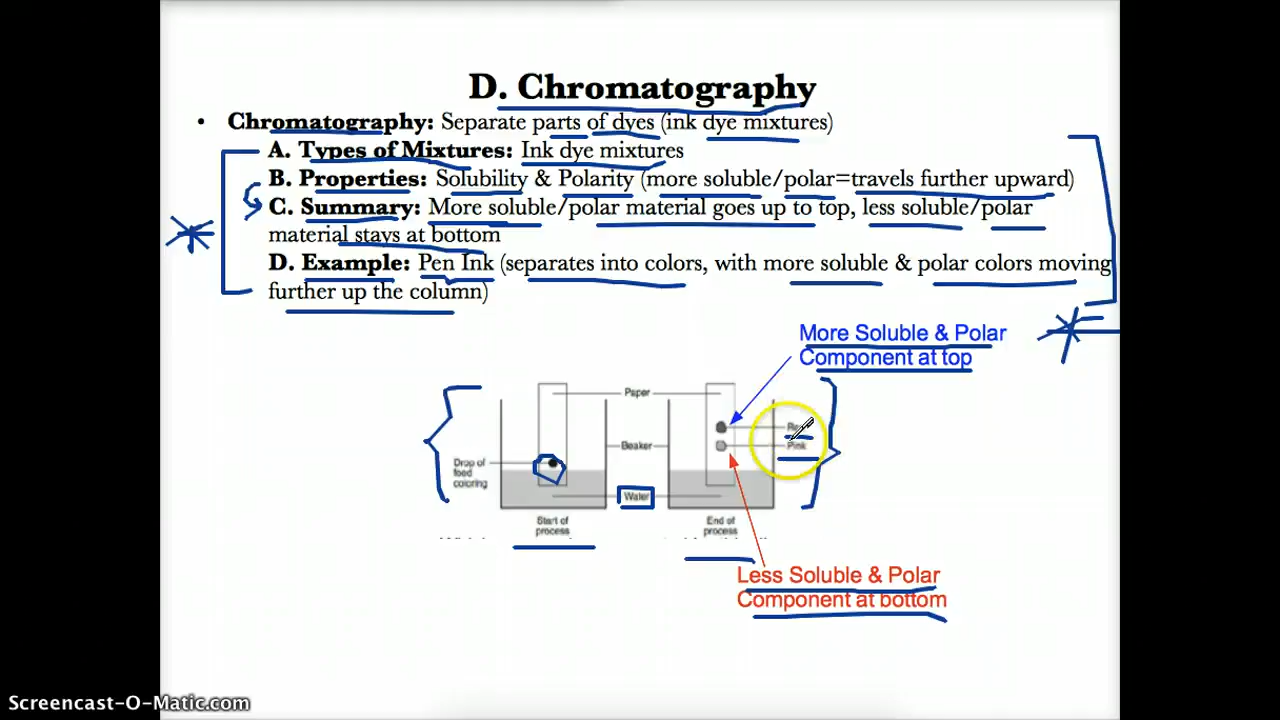 D. Chromatography
• Chromatography: Separate parts of dyes (ink dye mixtures)
A. Types of Mixtures: Ink dye mixtures
B. Properties: Solubility & Polarity (more soluble/polar=travels further upward)
C. Summary: More soluble/polar material goes up to top, less soluble/polar
material stays at bottom
D. Example: Pen Ink (separates into colors, with more soluble & polar colors moving
further up the column)
More Soluble & Polar
Component at top
Paper
Beaker
Pink
Drop of
food
coloring
Water
Start of
process
End of
process
Less Soluble & Polar
Component at bottom
Screencast-O-Matic.com